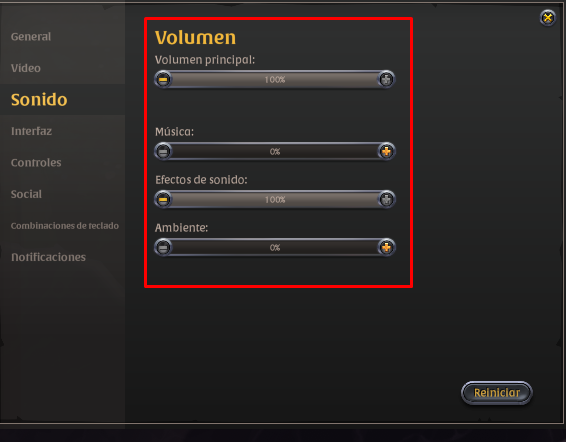 General
Vídeo
Sonido
Interfaz
Controles
Social
Combinaciones de teclado
Notificaciones
Volumen
Volumen principal:
100%
Música:
0%
Efectos de sonido:
100%
Ambiente:
0%
Reiniciar